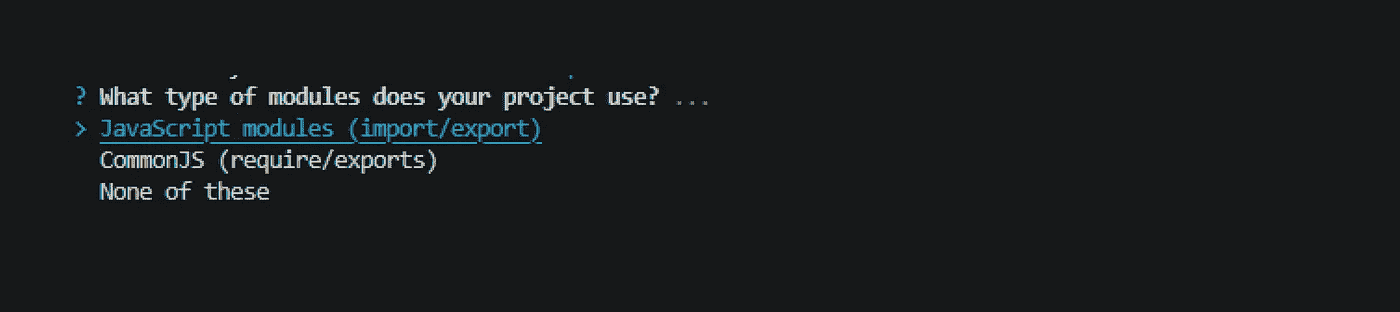 ? What type of modules does your project use? ...
> JavaScript modules (import/export)
CommonJS (require/exports)
None of these